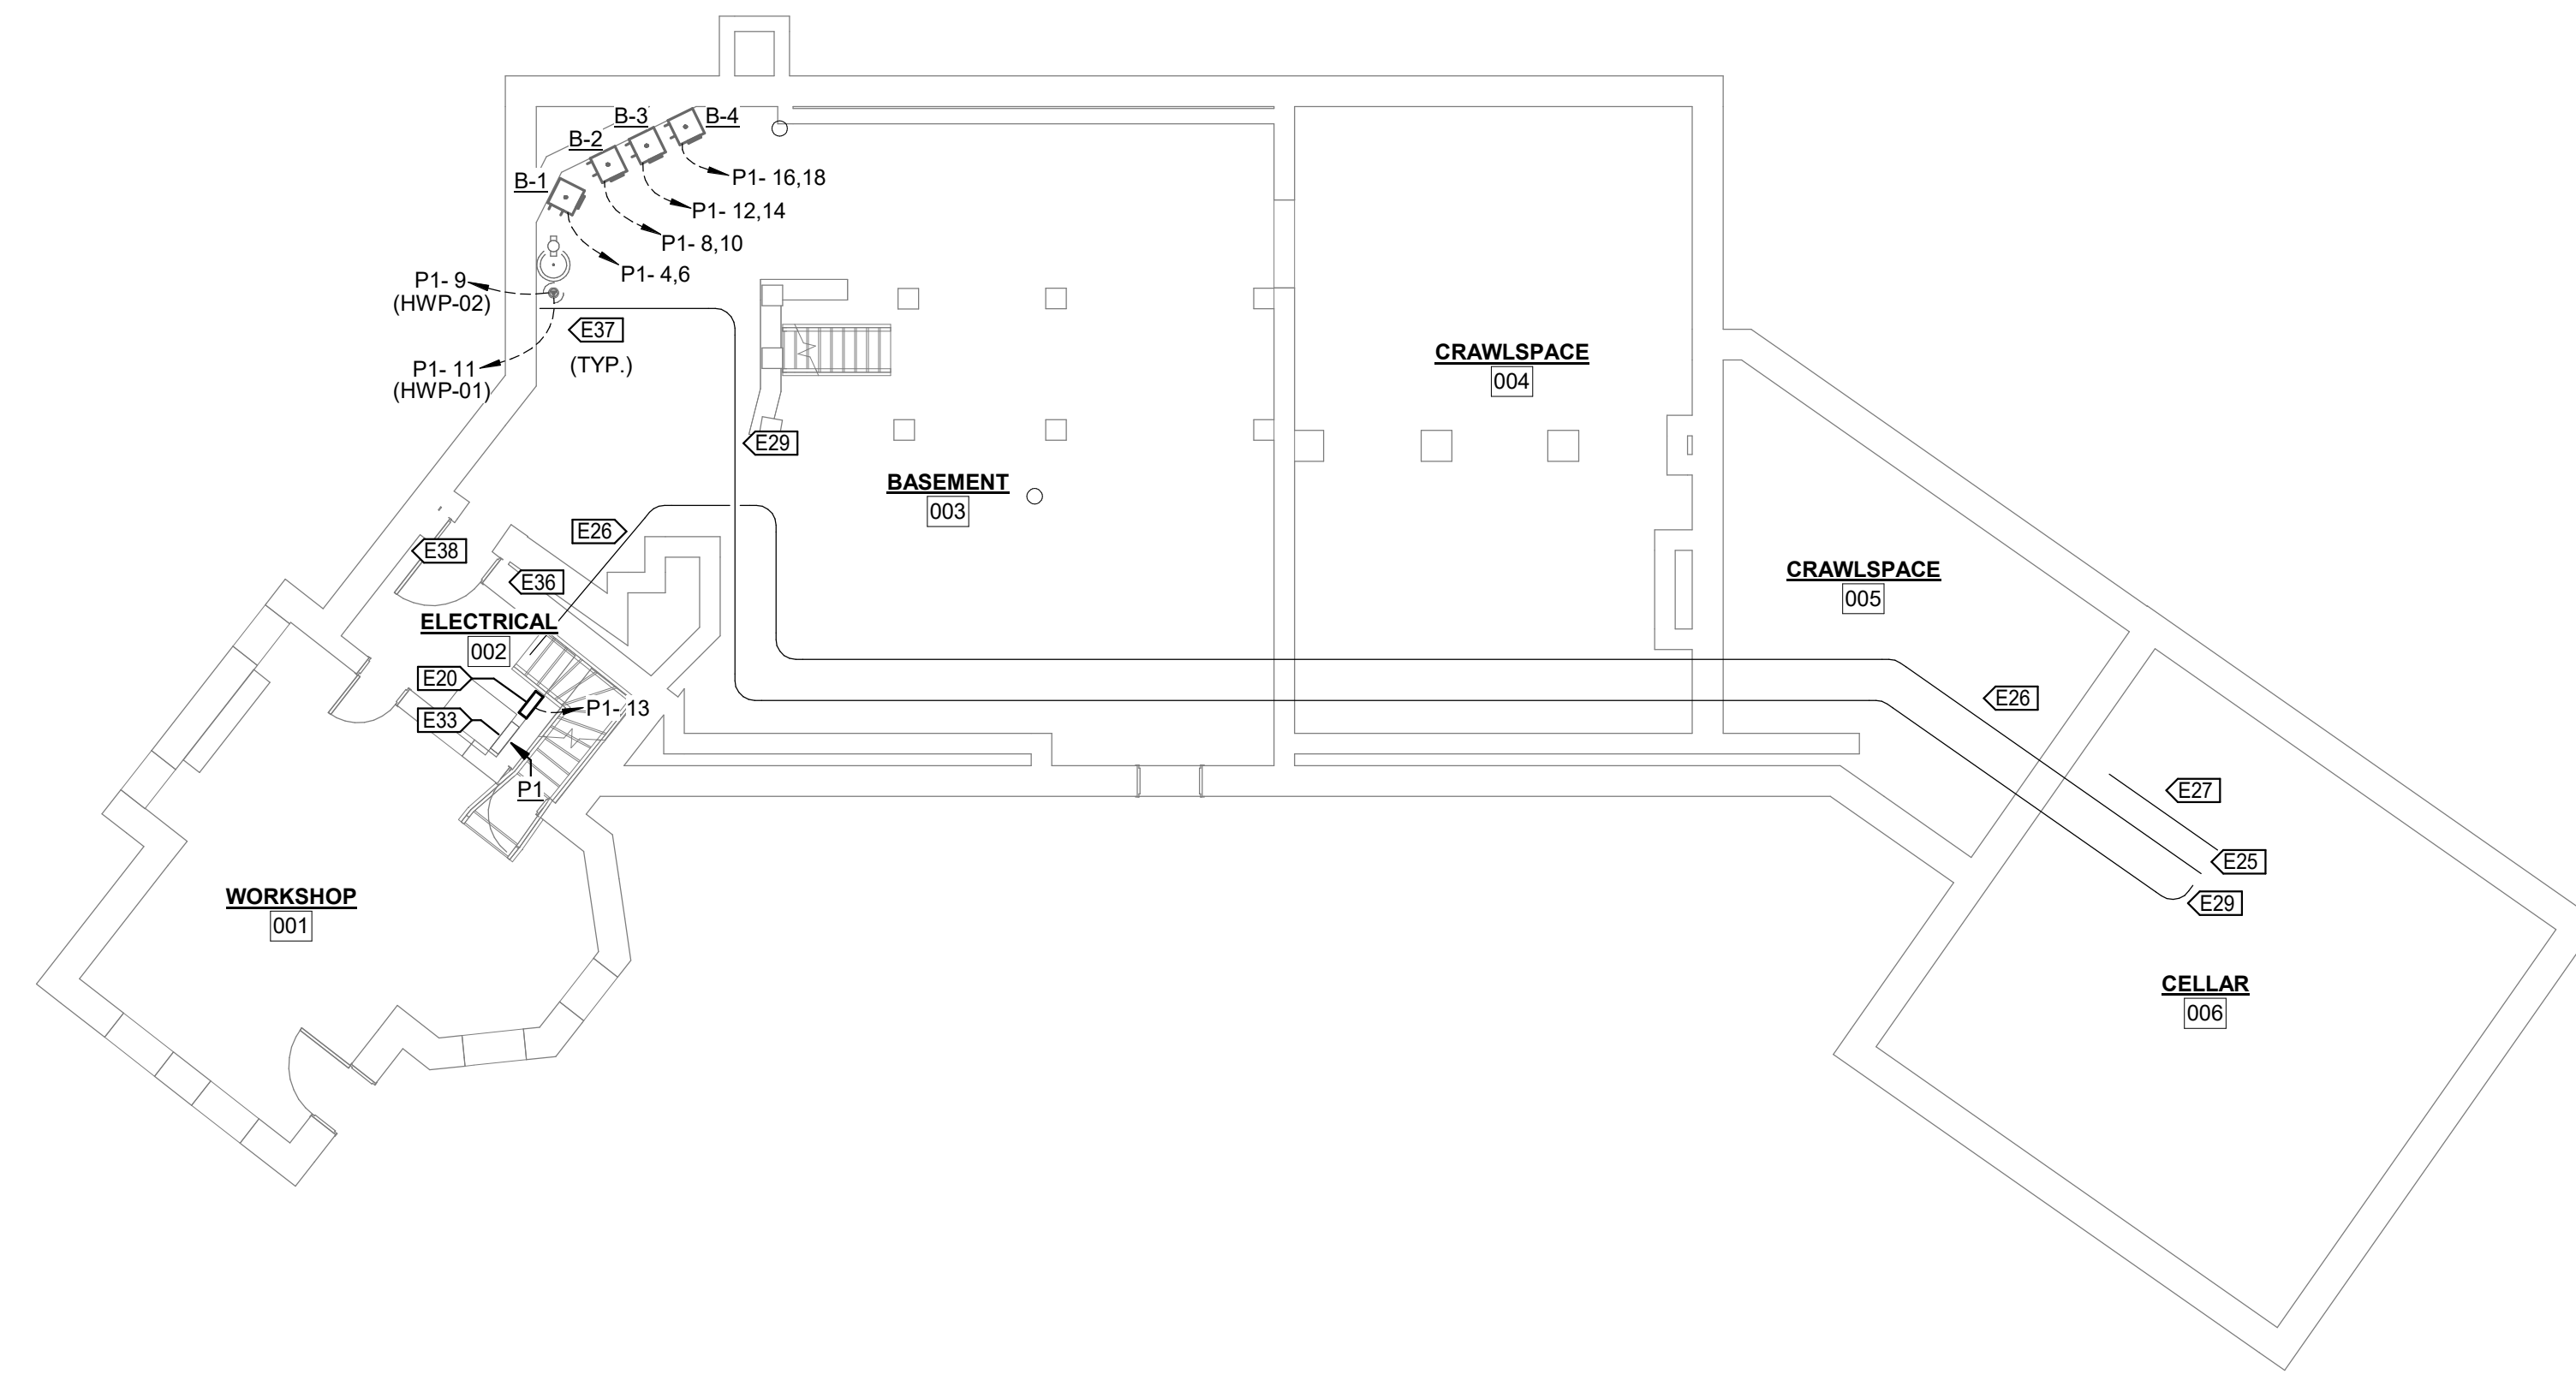 B-3
B-4
B-2
B-1
P1- 16,18
P1- 12,14
P1- 8,10
P1- 4,6
P1- 9
(HWP-02)
E37
(TYP.)
P1- 11
(HWP-01)
CRAWLSPACE
004
E29
BASEMENT
003
E26
E38
E36
CRAWLSPACE
005
ELECTRICAL
002
E20
E33
P1- 13
P1
E26
E27
E25
E29
WORKSHOP
001
CELLAR
006